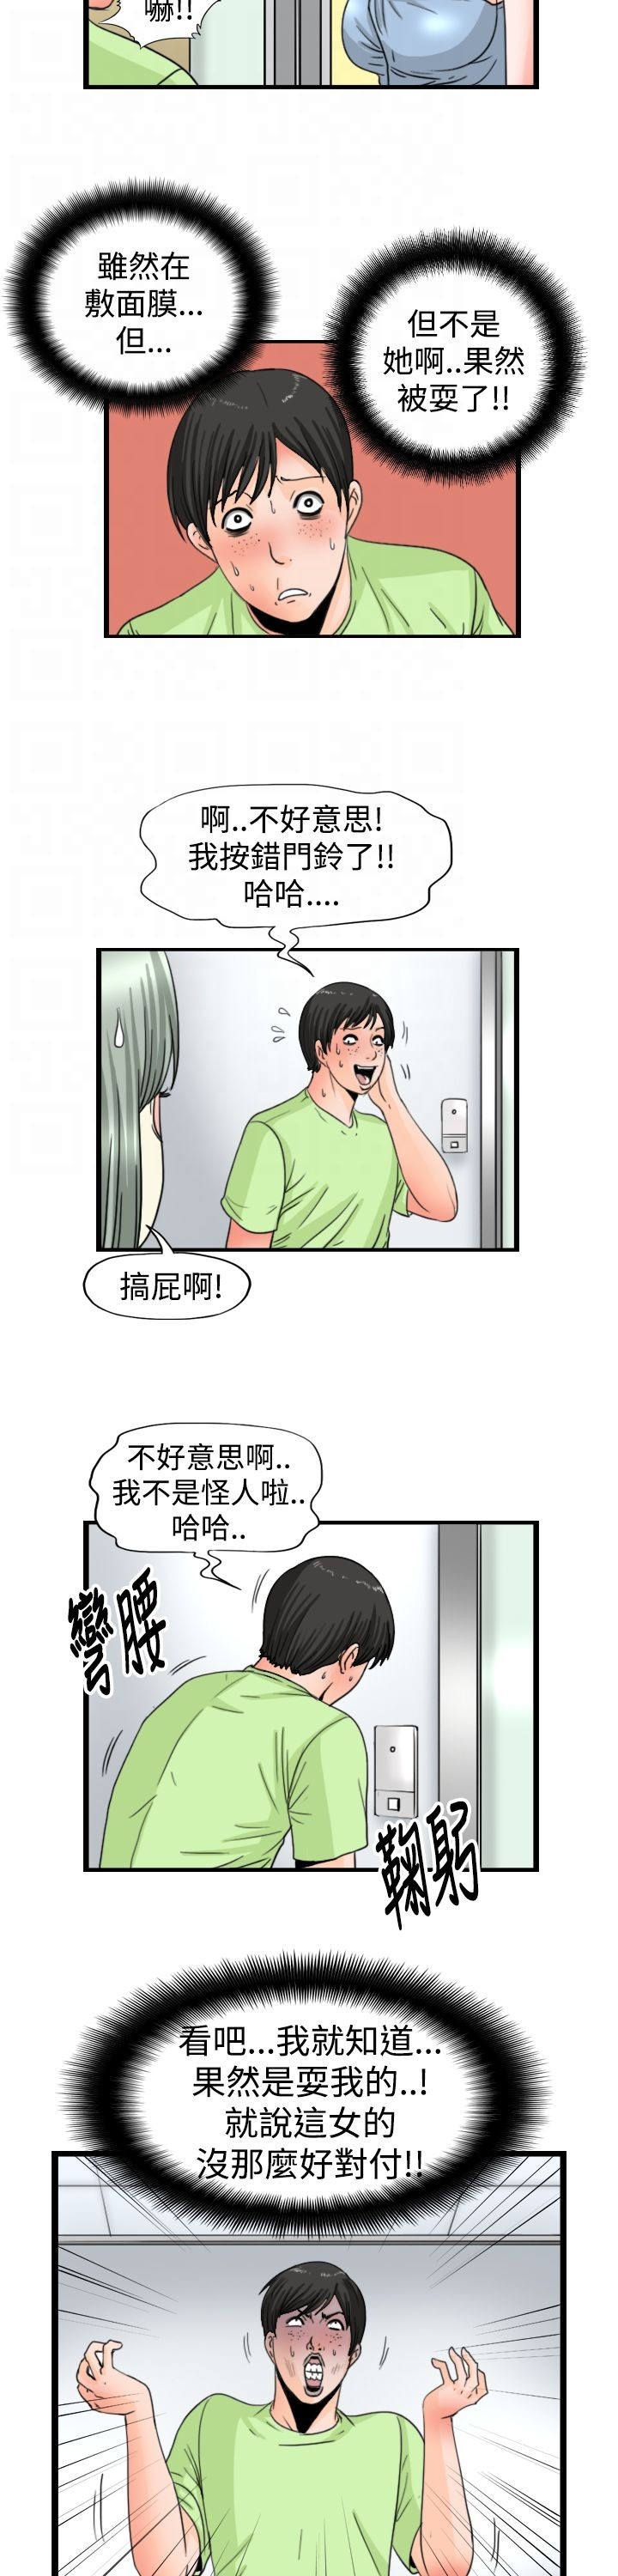 嚇!!
雖然在
敷面膜...
但...
但不是
她啊..果然
被耍了!!
啊..不好意思!
我按錯門鈴了!!
哈哈....
搞屁啊!
不好意思啊..
我不是怪人啦..
哈哈..
彎腰
鞠躬
看吧...我就知道...
果然是耍我的..!
就說這女的
沒那麼好對付!!